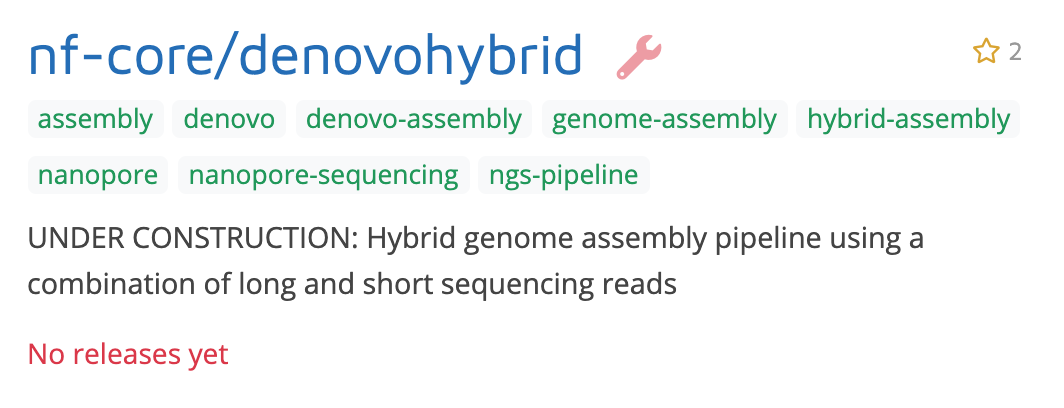 nf-core/denovohybrid 2
assembly denovo denovo-assembly genome-assembly hybrid-assembly
nanopore nanopore-sequencing ngs-pipeline
UNDER CONSTRUCTION: Hybrid genome assembly pipeline using a
combination of long and short sequencing reads
No releases yet